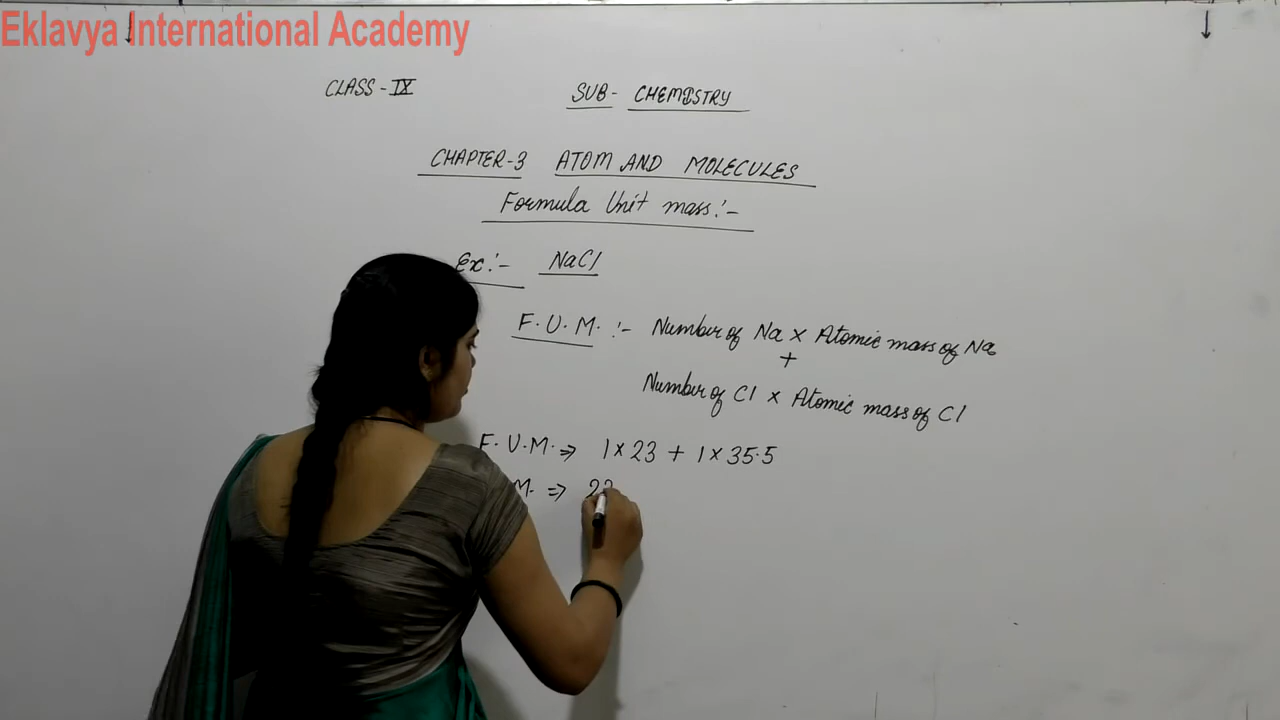 Eklavya International Academy
CLASS - IX
SUB - CHEMISTRY
CHAPTER-3 ATOM AND MOLECULES
Formula Unit mass:-
Ex:- NaCl
F.U.M. :- Number of Na x Atomic mass of Na
+
Number of Cl x Atomic mass of Cl
F.U.M. => 1 x 23 + 1 x 35.5
M. => 23